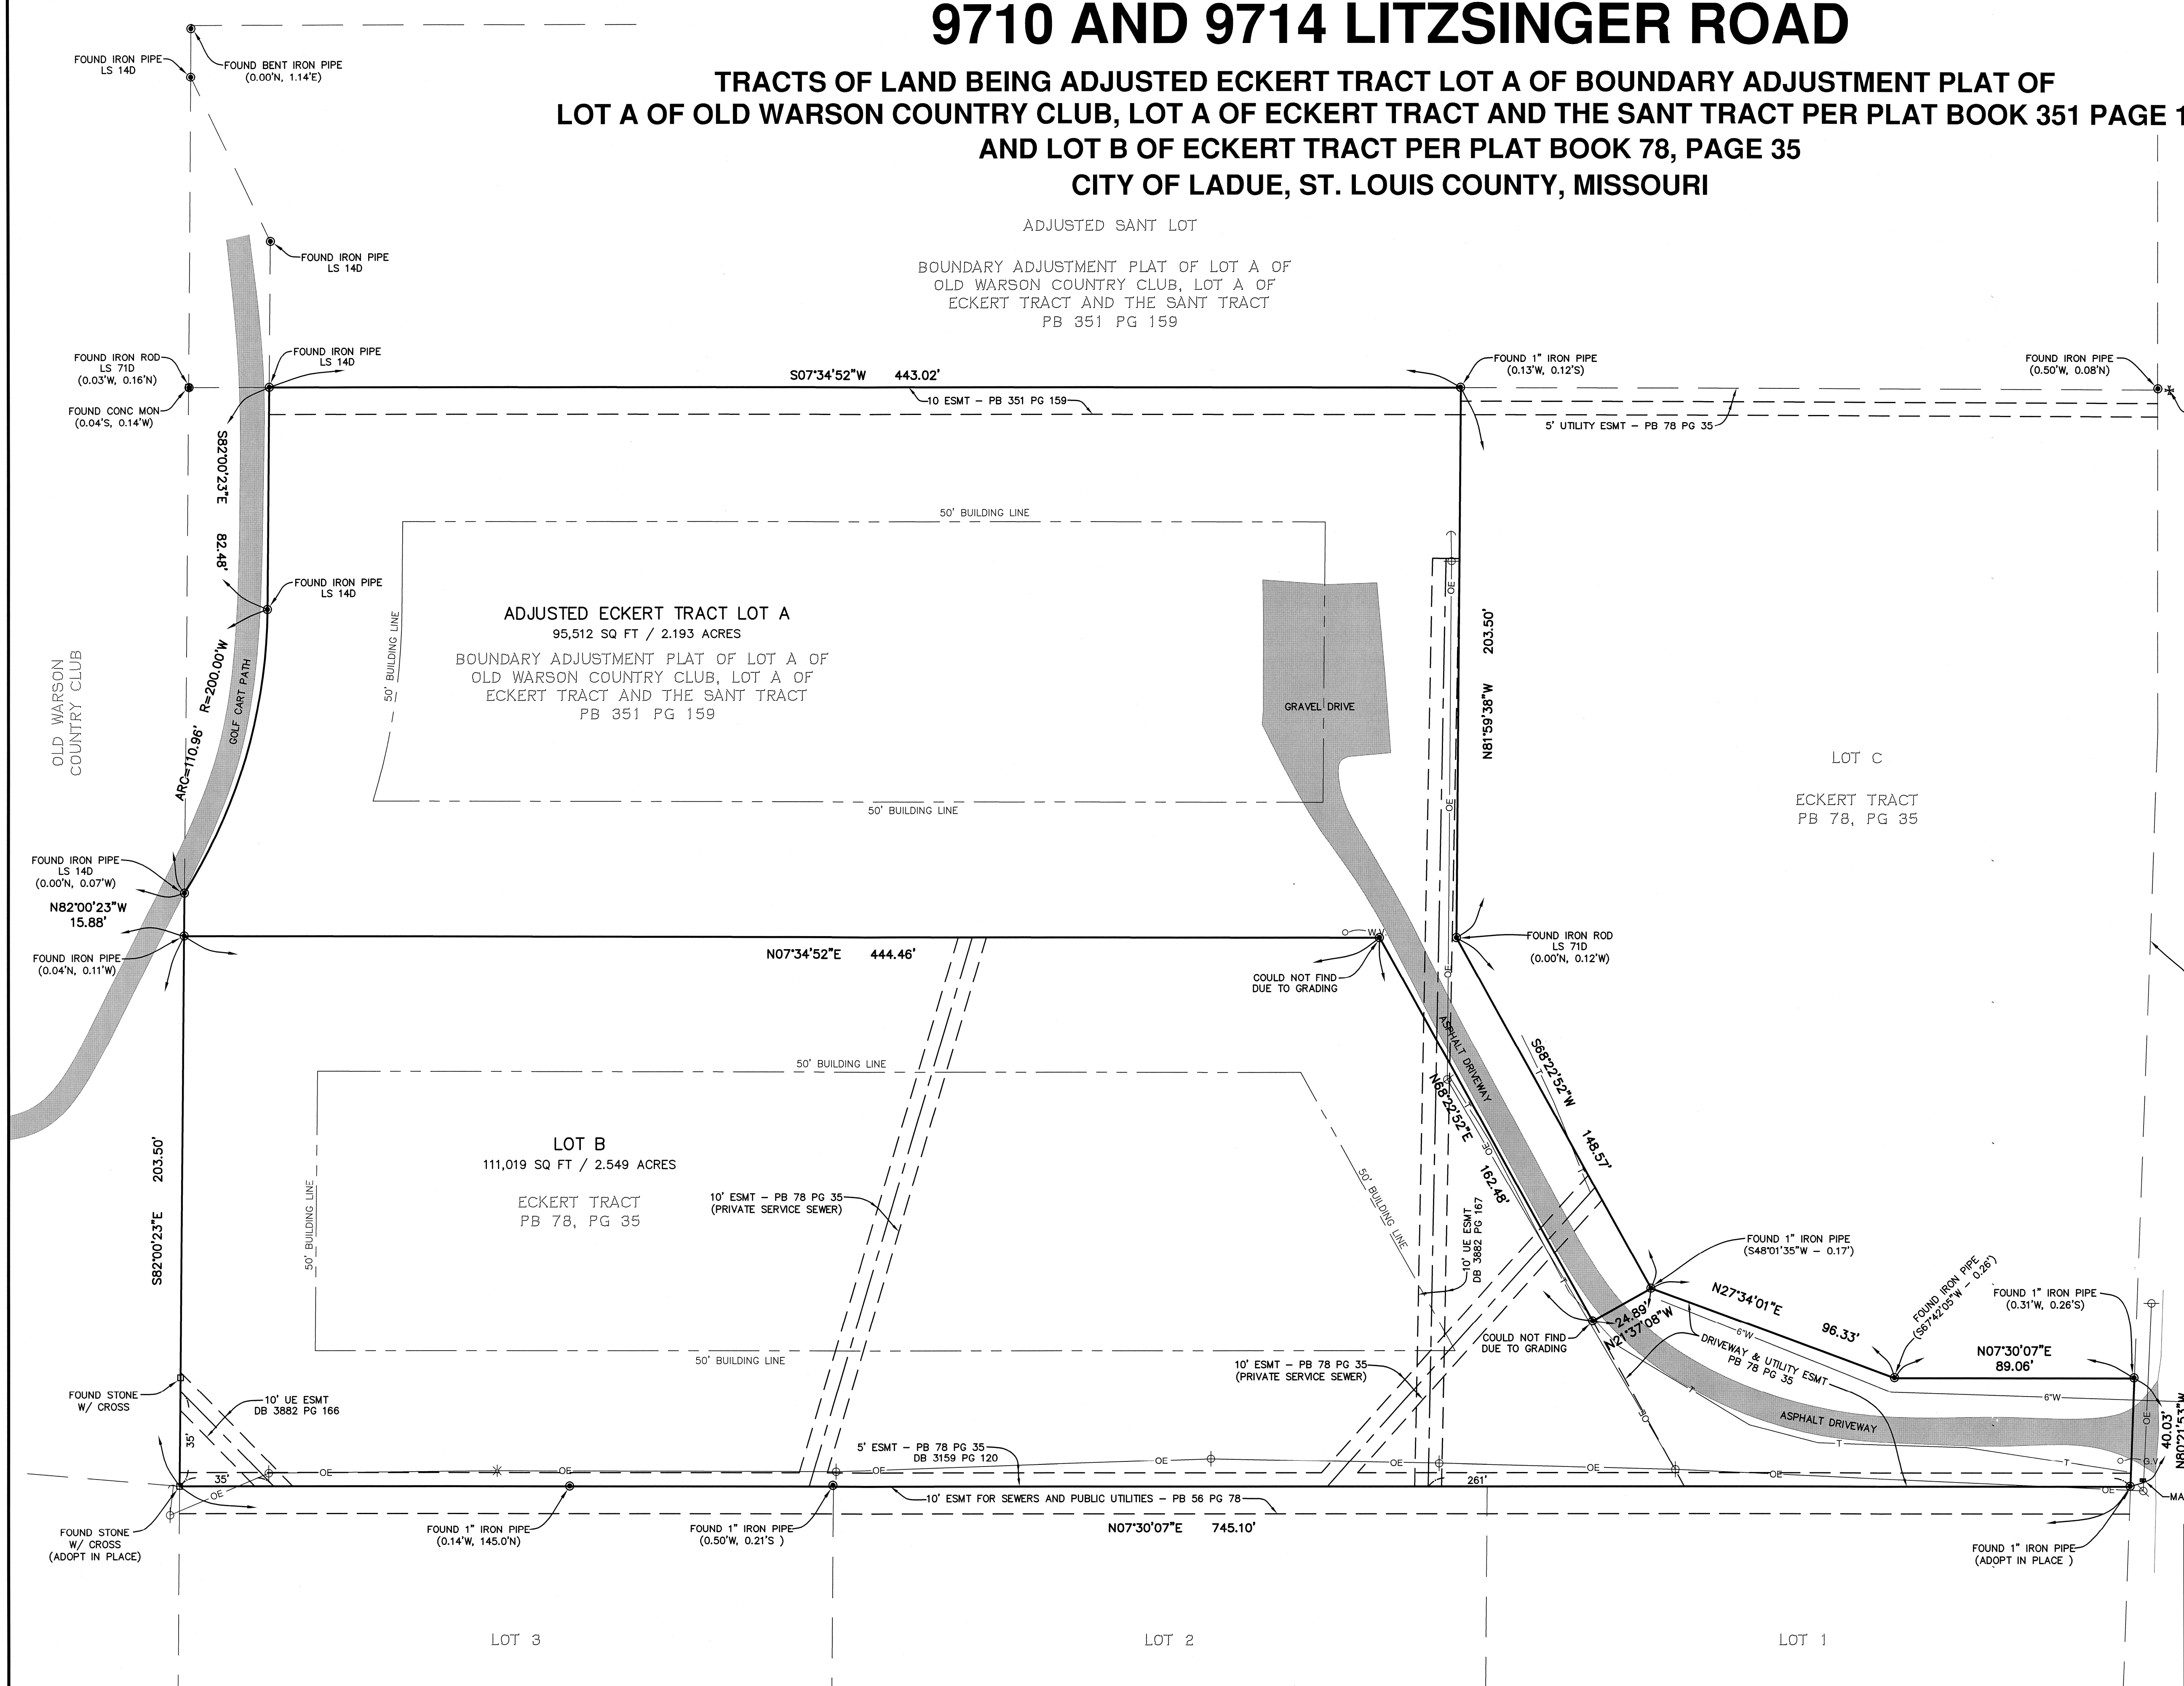 9710 AND 9714 LITZSINGER ROAD
TRACTS OF LAND BEING ADJUSTED ECKERT TRACT LOT A OF BOUNDARY ADJUSTMENT PLAT OF
LOT A OF OLD WARSON COUNTRY CLUB, LOT A OF ECKERT TRACT AND THE SANT TRACT PER PLAT BOOK 351 PAGE 1
AND LOT B OF ECKERT TRACT PER PLAT BOOK 78, PAGE 35
CITY OF LADUE, ST. LOUIS COUNTY, MISSOURI
FOUND IRON PIPE
LS 14D
FOUND BENT IRON PIPE
(0.00'N, 1.14'E)
FOUND IRON PIPE
LS 14D
ADJUSTED SANT LOT
BOUNDARY ADJUSTMENT PLAT OF LOT A OF
OLD WARSON COUNTRY CLUB, LOT A OF
ECKERT TRACT AND THE SANT TRACT
PB 351 PG 159
FOUND IRON ROD
LS 71D
(0.03'W, 0.16'N)
FOUND CONC MON
(0.04'S, 0.14'W)
FOUND IRON PIPE
LS 14D
S07°34'52"W 443.02'
10 ESMT – PB 351 PG 159
FOUND 1" IRON PIPE
(0.13'W, 0.12'S)
FOUND IRON PIPE
(0.50'W, 0.08'N)
5' UTILITY ESMT – PB 78 PG 35
S82°00'23"E 82.48'
50' BUILDING LINE
FOUND IRON PIPE
LS 14D
50' BUILDING LINE
ADJUSTED ECKERT TRACT LOT A
95,512 SQ FT / 2.193 ACRES
BOUNDARY ADJUSTMENT PLAT OF LOT A OF
OLD WARSON COUNTRY CLUB, LOT A OF
ECKERT TRACT AND THE SANT TRACT
PB 351 PG 159
OE
N81°59'38"W 203.50'
OLD WARSON
COUNTRY CLUB
ARC=110.96' R=200.00'W
GOLF CART PATH
GRAVEL DRIVE
LOT C
ECKERT TRACT
PB 78, PG 35
50' BUILDING LINE
OE
FOUND IRON PIPE
LS 14D
(0.00'N, 0.07'W)
N82°00'23"W
15.88'
FOUND IRON PIPE
(0.04'N, 0.11'W)
N07°34'52"E 444.46'
W.V.
COULD NOT FIND
DUE TO GRADING
OE
FOUND IRON ROD
LS 71D
(0.00'N, 0.12'W)
ASPHALT DRIVEWAY
S68°22'52"W 148.57'
T
T
N68°22'52"E 162.48'
T
OE
T
50' BUILDING LINE
S82°00'23"E 203.50'
50' BUILDING LINE
LOT B
111,019 SQ FT / 2.549 ACRES
ECKERT TRACT
PB 78, PG 35
10' ESMT – PB 78 PG 35
(PRIVATE SERVICE SEWER)
50' BUILDING LINE
10' UE ESMT
DB 3882 PG 167
FOUND 1" IRON PIPE
(S48°01'35"W – 0.17')
24.89'
N21°37'08"W
N27°34'01"E 96.33'
FOUND IRON PIPE
(S67°42'05"W – 0.26')
FOUND 1" IRON PIPE
(0.31'W, 0.26'S)
COULD NOT FIND
DUE TO GRADING
6"W
DRIVEWAY & UTILITY ESMT
PB 78 PG 35
N07°30'07"E
89.06'
50' BUILDING LINE
10' ESMT – PB 78 PG 35
(PRIVATE SERVICE SEWER)
FOUND STONE
W/ CROSS
10' UE ESMT
DB 3882 PG 166
T
OE
6"W
ASPHALT DRIVEWAY
OE
40.03'
N80°21'53"W
35'
35'
5' ESMT – PB 78 PG 35
DB 3159 PG 120
T
T
G.V.
OE
OE
OE
OE
OE
OE
OE
OE
OE
261'
MA
10' ESMT FOR SEWERS AND PUBLIC UTILITIES – PB 56 PG 78
FOUND STONE
W/ CROSS
(ADOPT IN PLACE)
FOUND 1" IRON PIPE
(0.14'W, 145.0'N)
FOUND 1" IRON PIPE
(0.50'W, 0.21'S )
N07°30'07"E 745.10'
FOUND 1" IRON PIPE
(ADOPT IN PLACE )
LOT 3
LOT 2
LOT 1